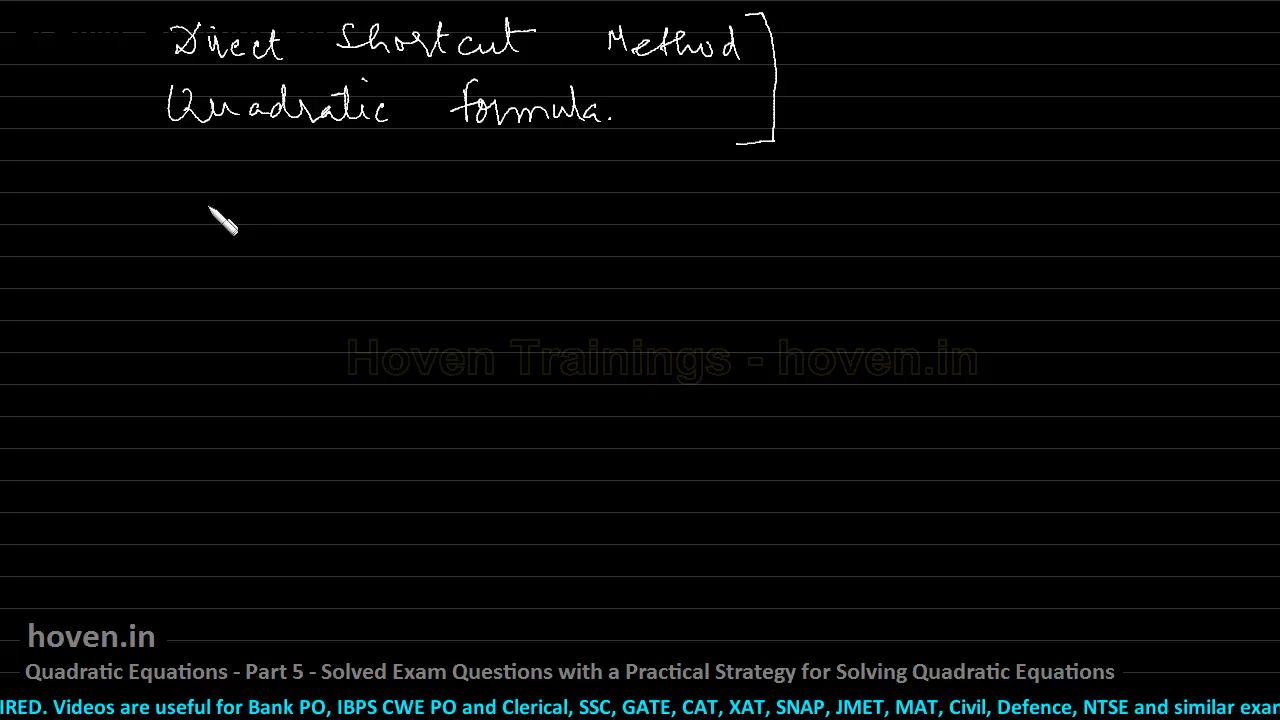 Direct Shortcut Method
Quadratic formula.
Hoven Trainings - hoven.in
hoven.in
Quadratic Equations - Part 5 - Solved Exam Questions with a Practical Strategy for Solving Quadratic Equations
IRED. Videos are useful for Bank PO, IBPS CWE PO and Clerical, SSC, GATE, CAT, XAT, SNAP, JMET, MAT, Civil, Defence, NTSE and similar exar